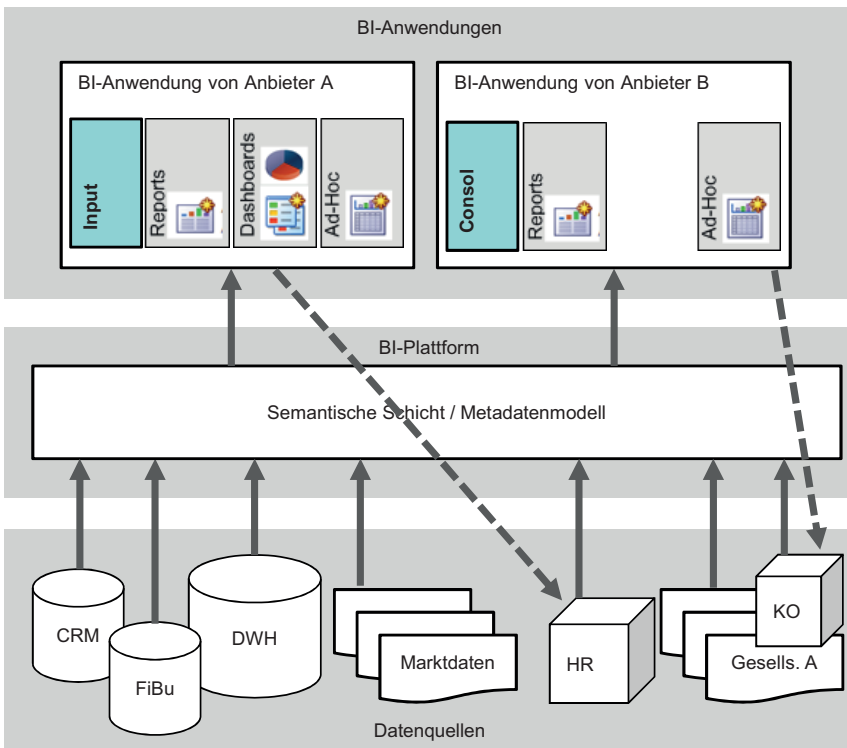 BI-Anwendungen
BI-Anwendung von Anbieter A
Input
Reports
Dashboards
Ad-Hoc
BI-Anwendung von Anbieter B
Consol
Reports
Ad-Hoc
BI-Plattform
Semantische Schicht / Metadatenmodell
CRM
FiBu
DWH
Marktdaten
HR
KO
Gesells. A
Datenquellen